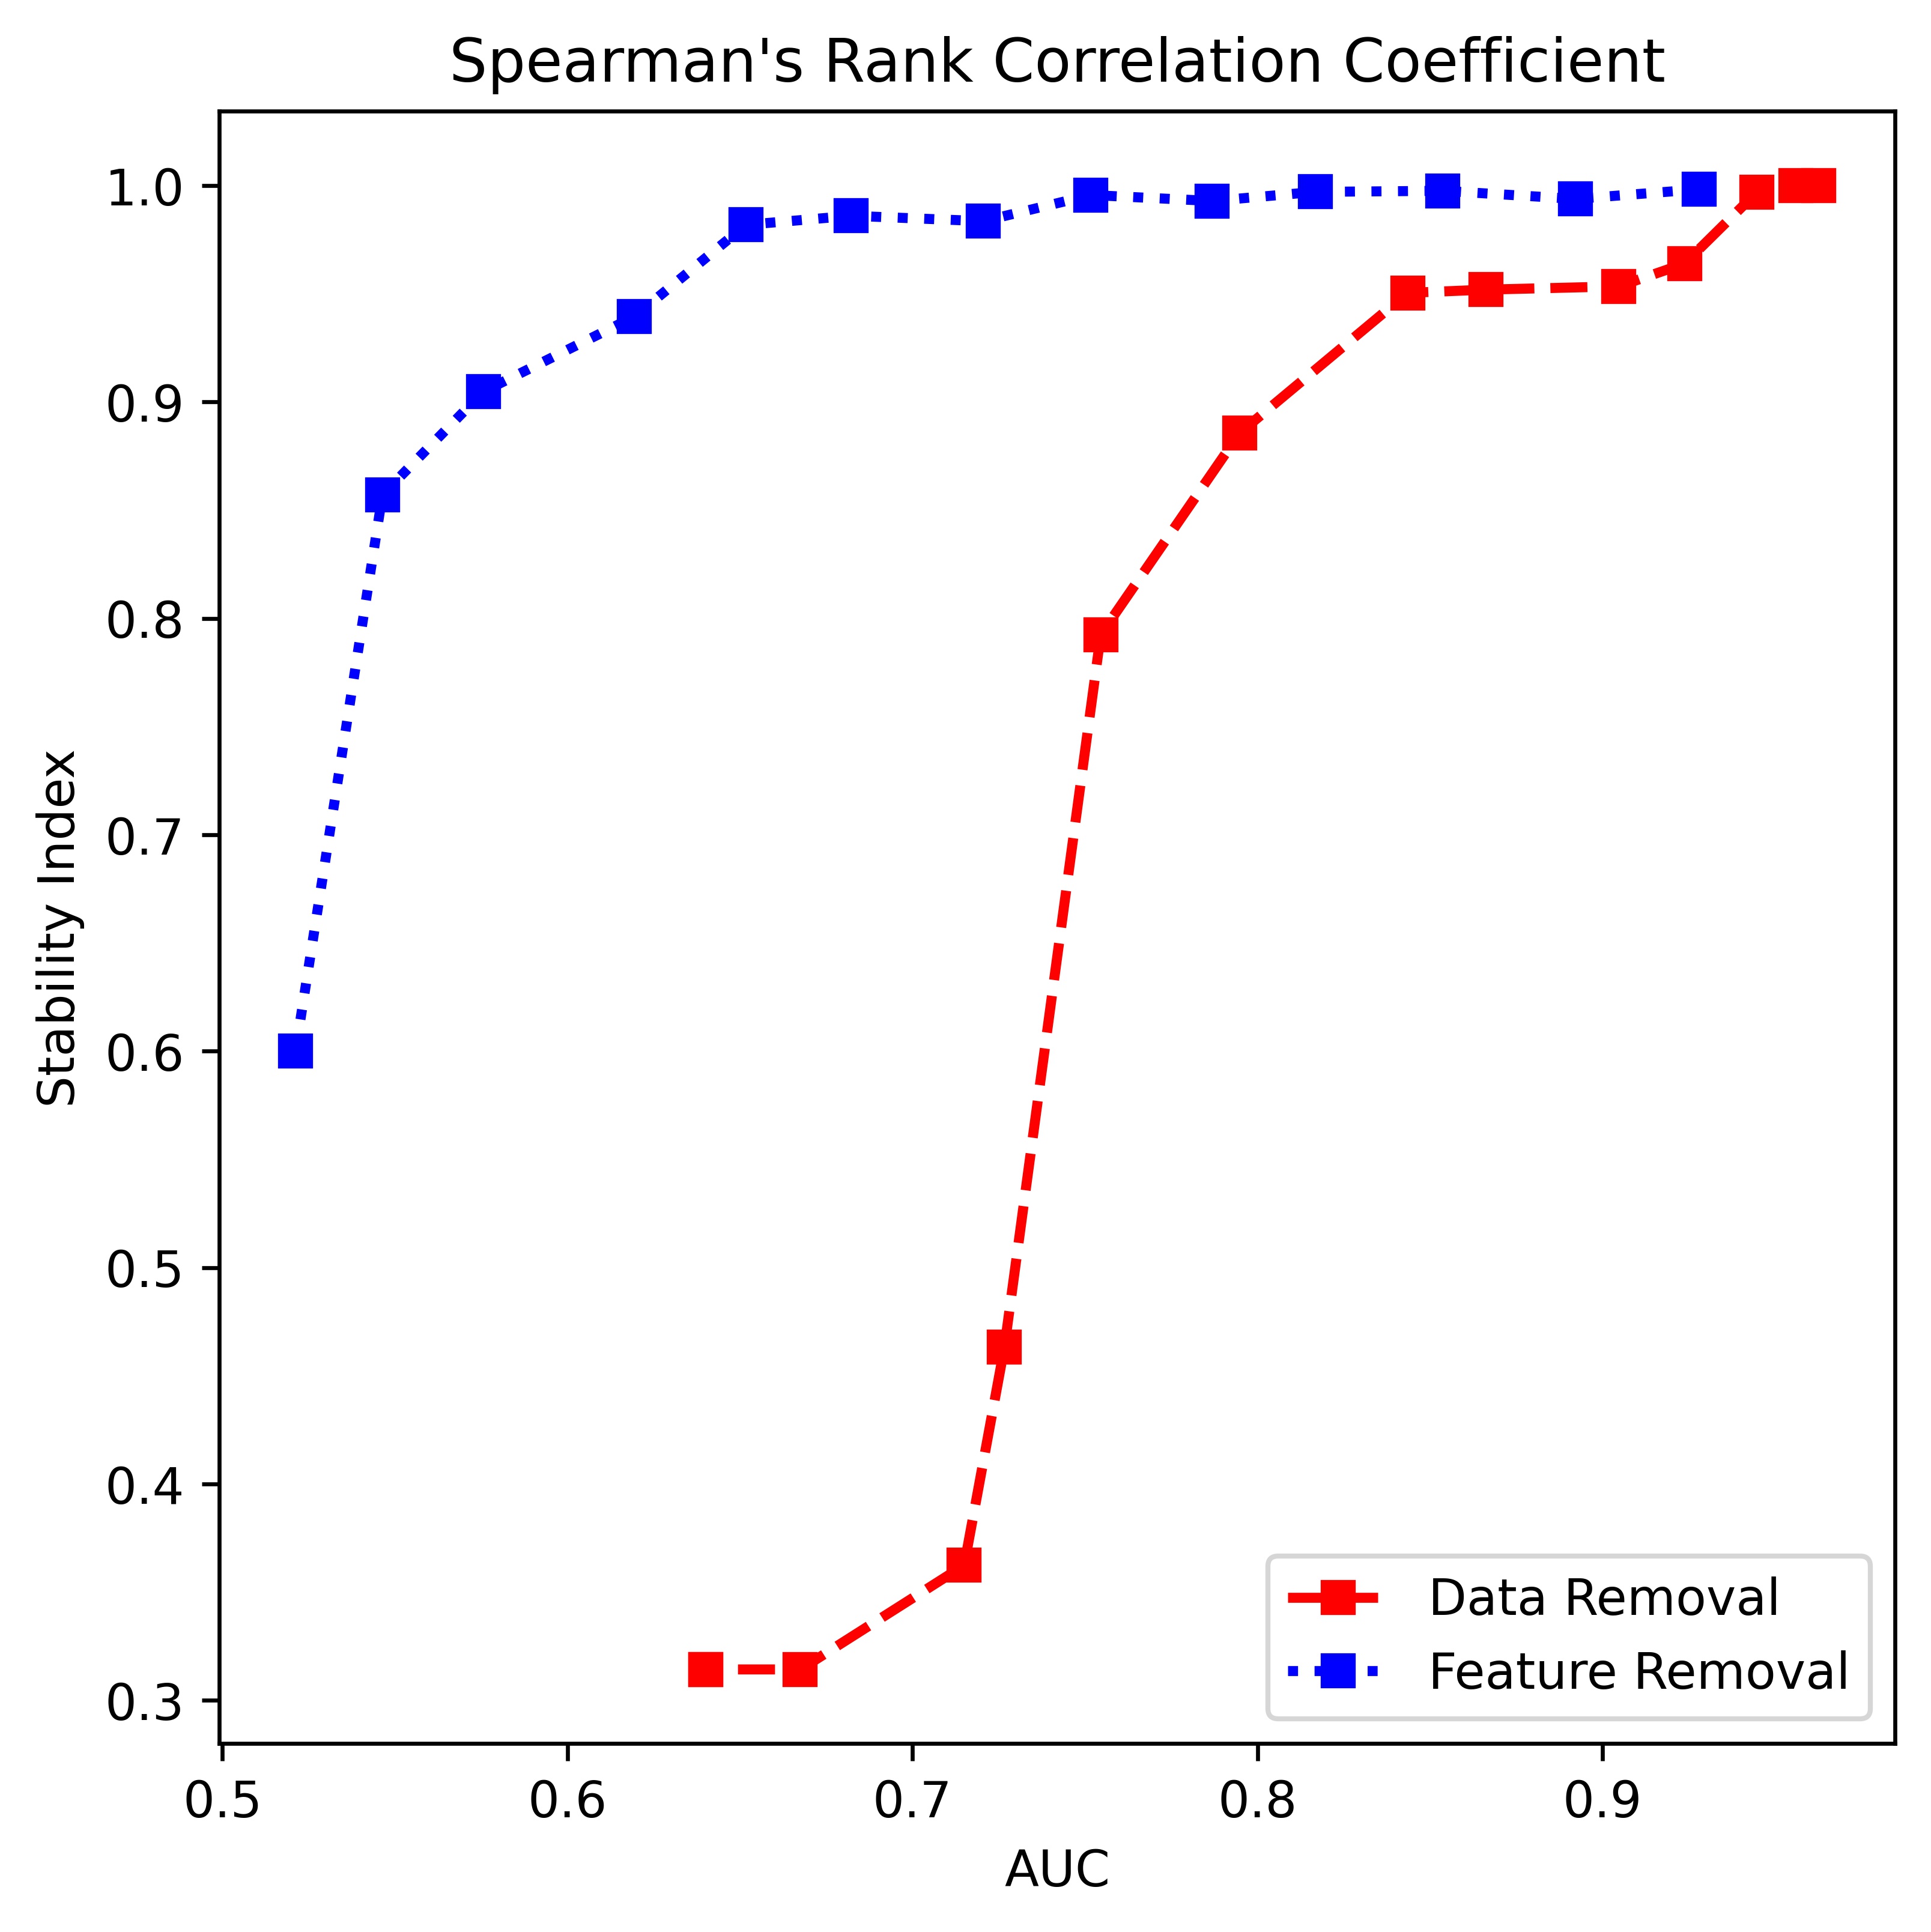 Spearman's Rank Correlation Coefficient
1.0
0.9
0.8
0.7
0.6
0.5
0.4
0.3
Stability Index
0.5 0.6 0.7 0.8 0.9
AUC
Data Removal
Feature Removal